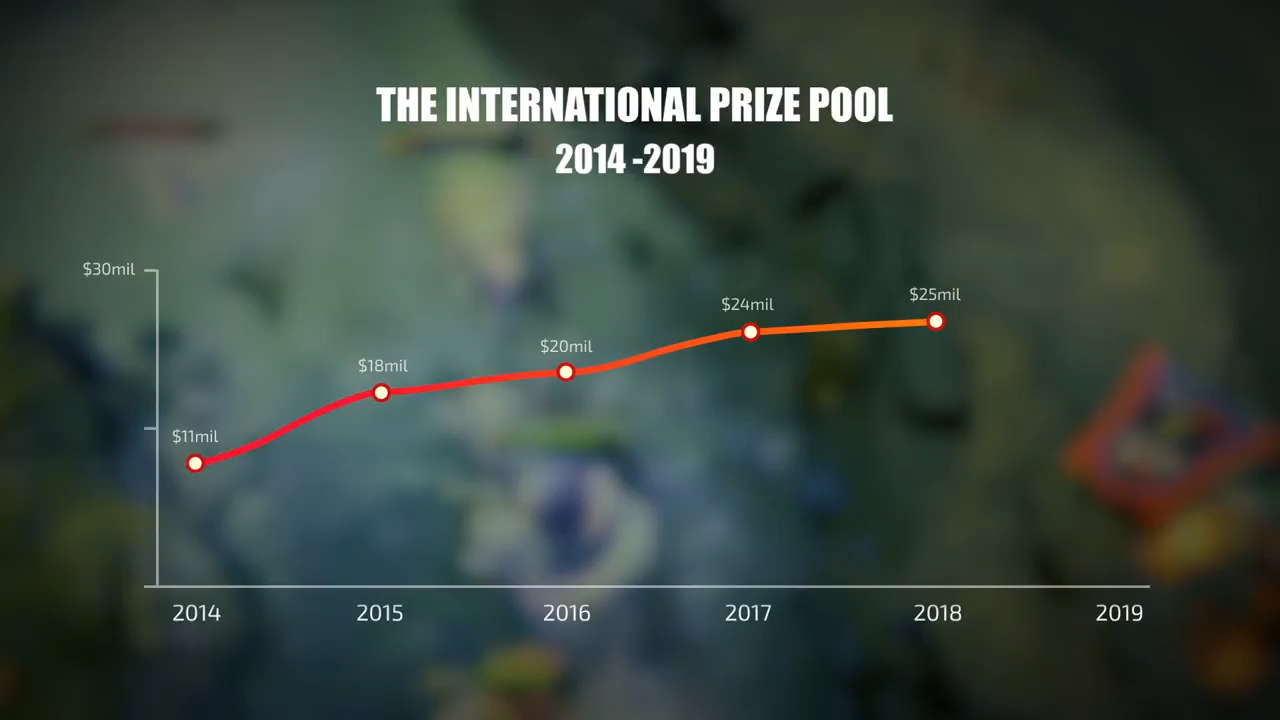 THE INTERNATIONAL PRIZE POOL
2014 -2019
$30mil
$11mil
$18mil
$20mil
$24mil
$25mil
2014 2015 2016 2017 2018 2019